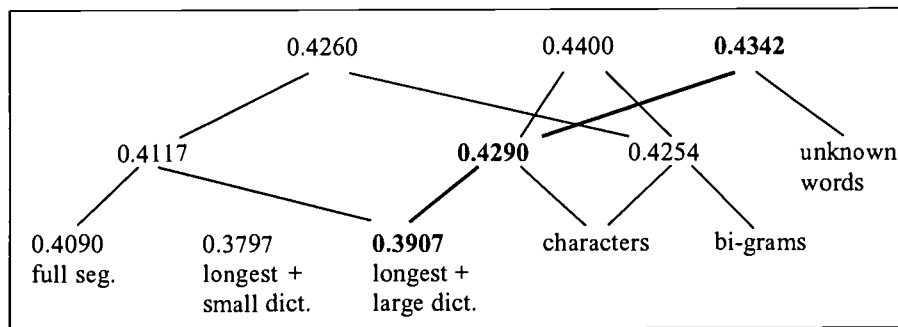 0.4260 0.4400 0.4342
0.4117 0.4290 0.4254 unknown
words
0.4090 0.3797 0.3907 characters bi-grams
full seg. longest + longest +
small dict. large dict.